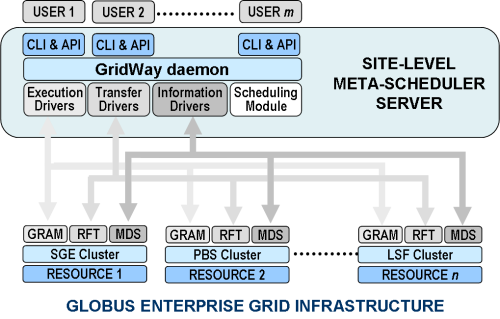 USER 1 USER 2 USER m
CLI & API CLI & API CLI & API
GridWay daemon
Execution Drivers Transfer Drivers Information Drivers Scheduling Module
SITE-LEVEL
META-SCHEDULER
SERVER
GRAM RFT MDS GRAM RFT MDS GRAM RFT MDS
SGE Cluster PBS Cluster LSF Cluster
RESOURCE 1 RESOURCE 2 RESOURCE n
GLOBUS ENTERPRISE GRID INFRASTRUCTURE